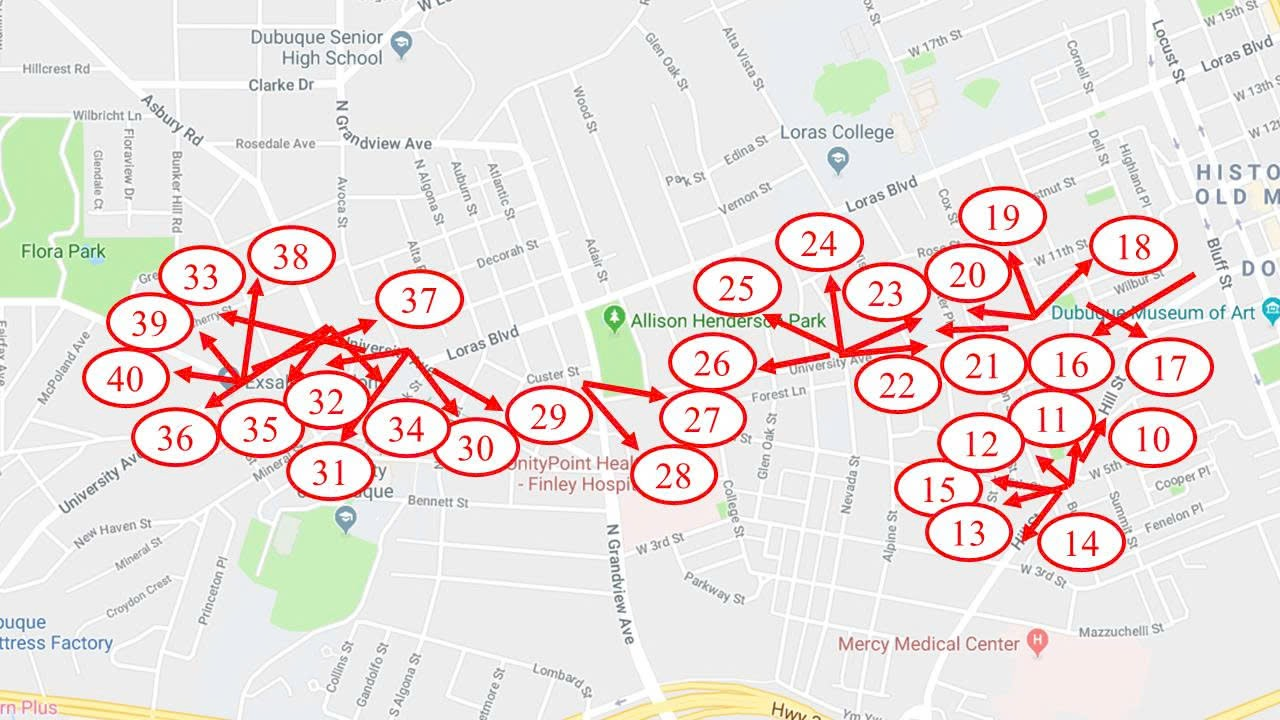 W 15th St
Dubuque Senior
High School
W 17th St
Locust St
Loras Blvd
Glen Oak St
Alta Vista St
Cornell St
Hillcrest Rd
Clarke Dr
W 13th St
Wood St
Asbury Rd
Wilbricht Ln
N Grandview Ave
Loras College
Rosedale Ave
Floraview Dr
Glendale Ct
Bunker Hill Rd
Edina St
Dell St
Highland Pl
Park St
Vernon St
Loras Blvd
N Algona St
Auburn St
Atlantic St
Avoca St
Cox St
HISTO
OLD M
Flora Park
Decorah St
Adair St
W 11th St
Bluff St
Wilbur St
DO
19
18
24
38
33
20
25
23
37
39
Allison Henderson Park
Dubuque Museum of Art
Loras Blvd
University Ave
McPoland Ave
Fairfax Ave
40
26
21
16
17
Custer St
Forest Ln
22
32
29
27
11
Hill St
10
36
35
34
30
12
31
28
15
W 5th St
Cooper Pl
UnityPoint Heal
- Finley Hospi
Glen Oak St
Nevada St
College St
University Ave
Mineral
Bennett St
Summit St
Fenelon Pl
13
14
Alpine St
New Haven St
Mineral St
N Grandview Ave
W 3rd St
W 3rd St
Croydon Crest
Princeton Pl
Parkway St
buque
ttress Factory
Mercy Medical Center
Mazzuchelli St
Collins St
Gandolfo St
S Algona St
Lombard St
rn Plus
Hwy
Ym Yw